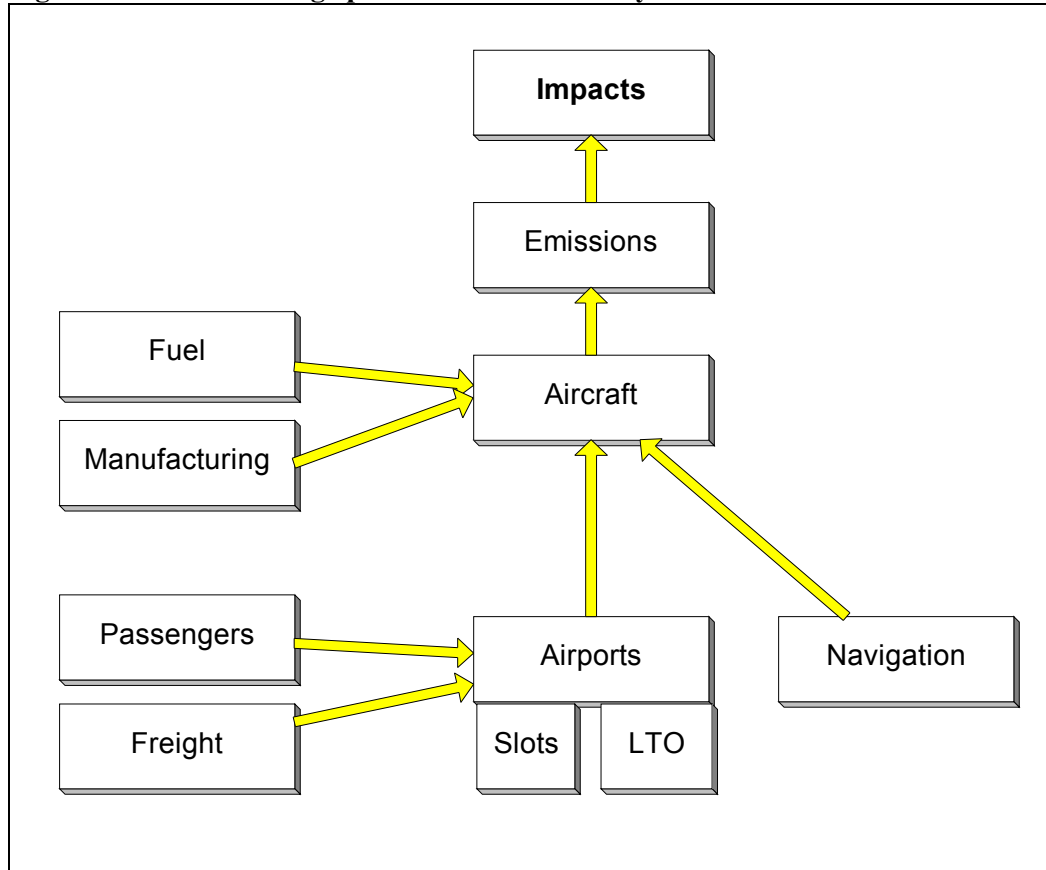 Impacts
Emissions
Fuel
Aircraft
Manufacturing
Passengers
Airports
Navigation
Freight
Slots
LTO